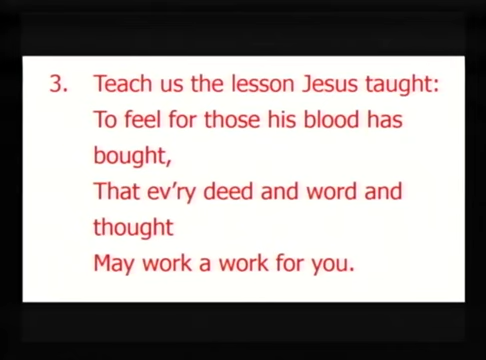 3. Teach us the lesson Jesus taught:
To feel for those his blood has
bought,
That ev'ry deed and word and
thought
May work a work for you.